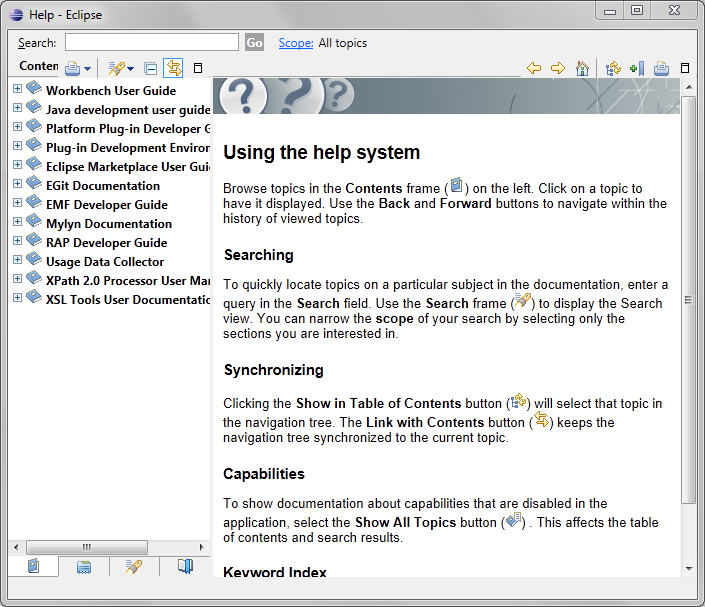 Help - Eclipse
Search:
Go
Scope: All topics
Conten
Workbench User Guide
Java development user guide
Platform Plug-in Developer G
Plug-in Development Environ
Eclipse Marketplace User Gui
EGit Documentation
EMF Developer Guide
Mylyn Documentation
RAP Developer Guide
Usage Data Collector
XPath 2.0 Processor User Ma
XSL Tools User Documentatio
Using the help system
Browse topics in the Contents frame ( ) on the left. Click on a topic to
have it displayed. Use the Back and Forward buttons to navigate within the
history of viewed topics.
Searching
To quickly locate topics on a particular subject in the documentation, enter a
query in the Search field. Use the Search frame ( ) to display the Search
view. You can narrow the scope of your search by selecting only the
sections you are interested in.
Synchronizing
Clicking the Show in Table of Contents button ( ) will select that topic in
the navigation tree. The Link with Contents button ( ) keeps the
navigation tree synchronized to the current topic.
Capabilities
To show documentation about capabilities that are disabled in the
application, select the Show All Topics button ( ) . This affects the table
of contents and search results.
Keyword Index